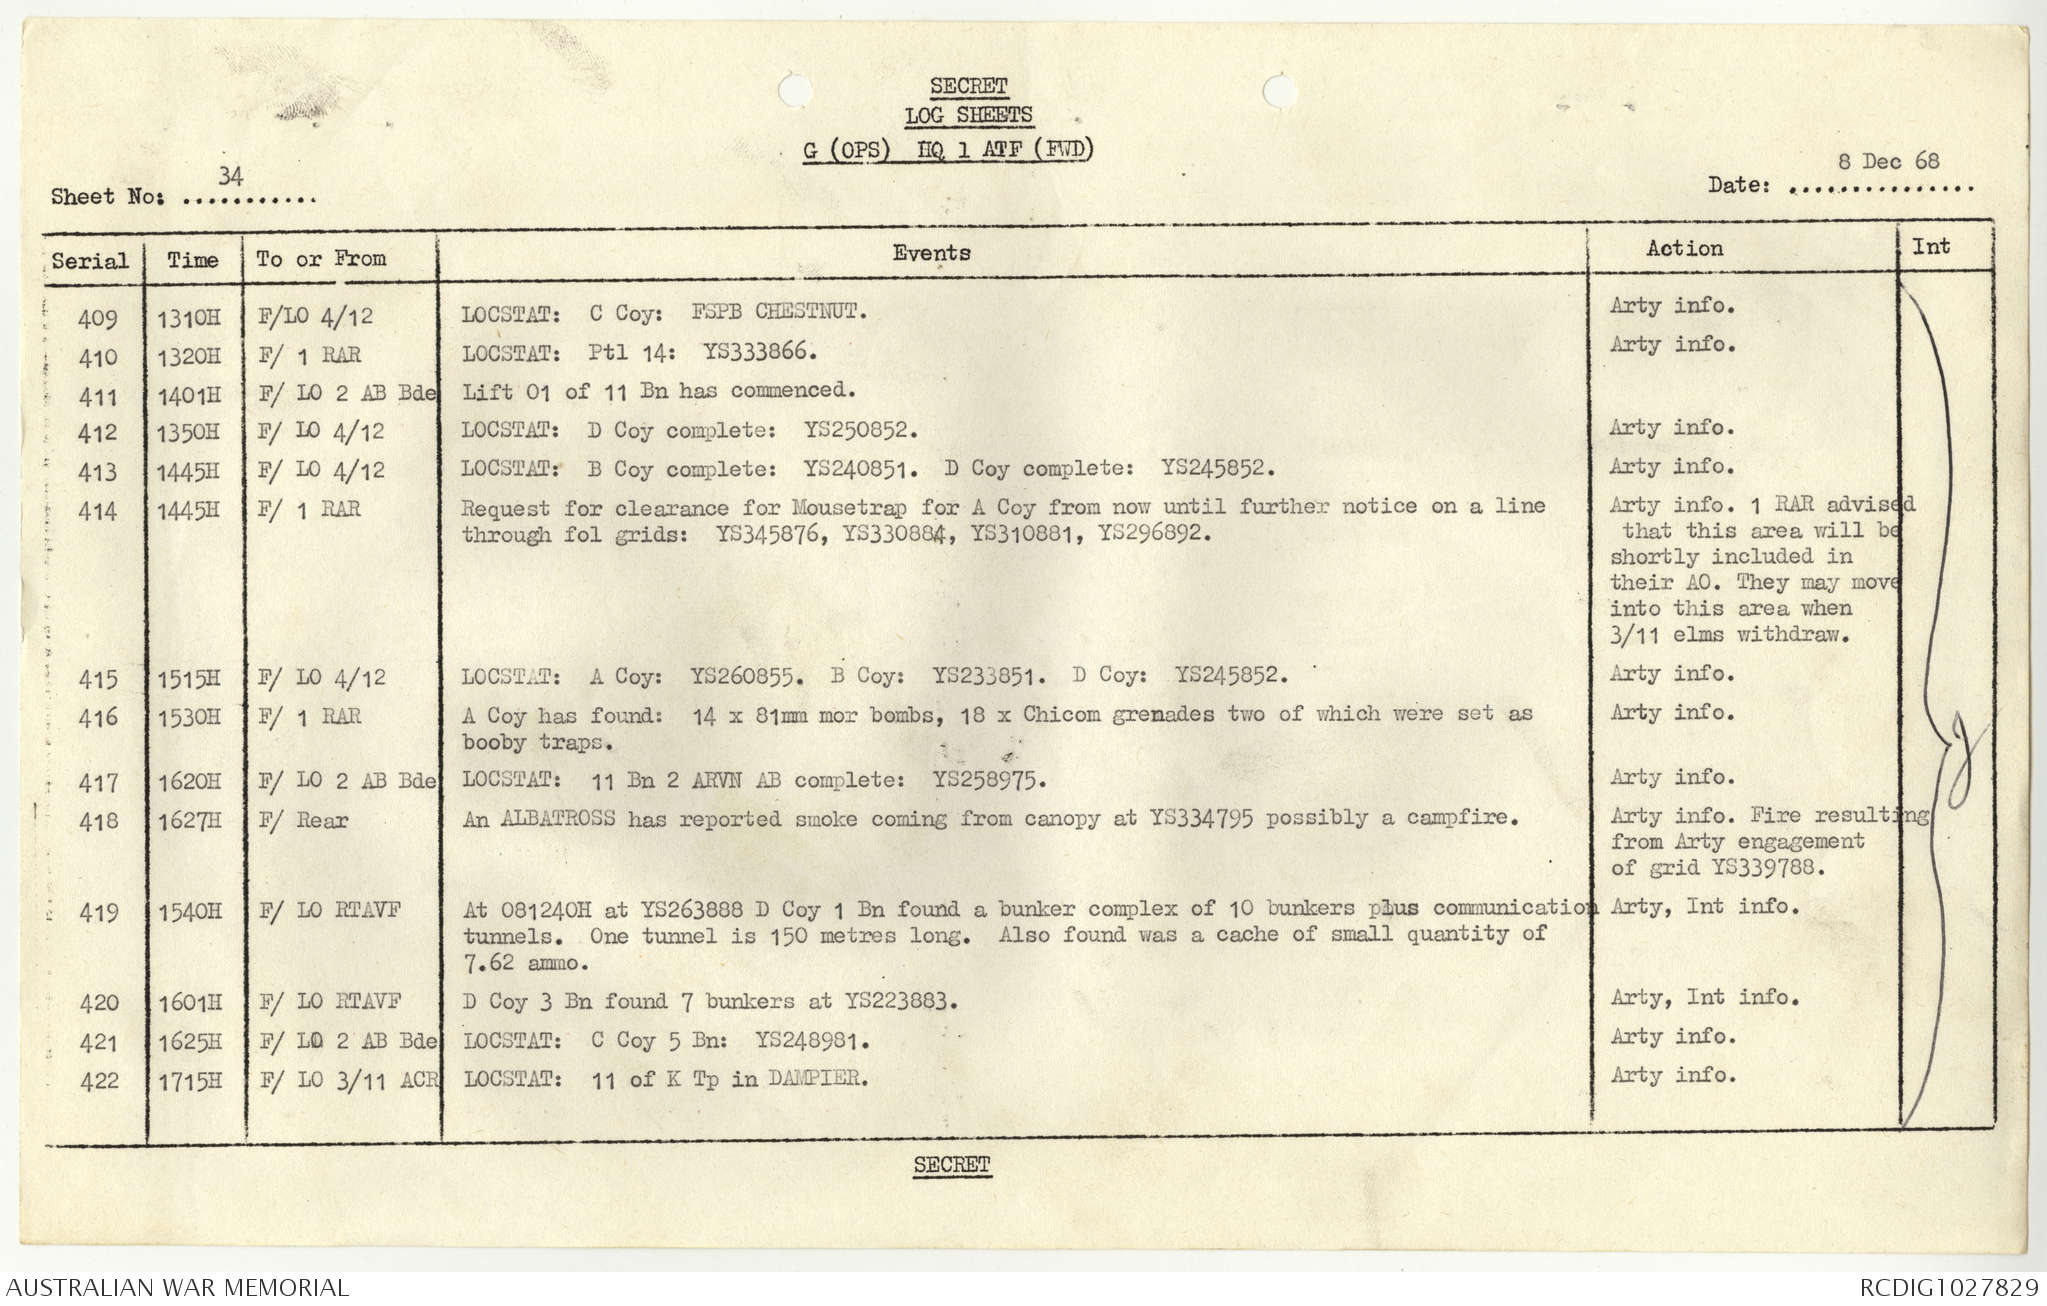 SECRET
LOG SHEETS
G (OPS) HQ 1 ATF (FWD)
Sheet No: 34
Date: 8 Dec 68
Serial Time To or From Events Action Int
409 1310H F/LO 4/12 LOCSTAT: C Coy: FSPB CHESTNUT. Arty info.
410 1320H F/ 1 RAR LOCSTAT: Ptl 14: YS333866. Arty info.
411 1401H F/ LO 2 AB Bde Lift 01 of 11 Bn has commenced.
412 1350H F/ LO 4/12 LOCSTAT: D Coy complete: YS250852. Arty info.
413 1445H F/ LO 4/12 LOCSTAT: B Coy complete: YS240851. D Coy complete: YS245852. Arty info.
414 1445H F/ 1 RAR Request for clearance for Mousetrap for A Coy from now until further notice on a line Arty info. 1 RAR advised
through fol grids: YS345876, YS330884, YS310881, YS296892. that this area will be
shortly included in
their AO. They may move
into this area when
3/11 elms withdraw.
415 1515H F/ LO 4/12 LOCSTAT: A Coy: YS260855. B Coy: YS233851. D Coy: YS245852. Arty info.
416 1530H F/ 1 RAR A Coy has found: 14 x 81mm mor bombs, 18 x Chicom grenades two of which were set as Arty info.
booby traps.
417 1620H F/ LO 2 AB Bde LOCSTAT: 11 Bn 2 ARVN AB complete: YS258975. Arty info.
418 1627H F/ Rear An ALBATROSS has reported smoke coming from canopy at YS334795 possibly a campfire. Arty info. Fire resulting
from Arty engagement
of grid YS339788.
419 1540H F/ LO RTAVF At 081240H at YS263888 D Coy 1 Bn found a bunker complex of 10 bunkers plus communication Arty, Int info.
tunnels. One tunnel is 150 metres long. Also found was a cache of small quantity of
7.62 ammo.
420 1601H F/ LO RTAVF D Coy 3 Bn found 7 bunkers at YS223883. Arty, Int info.
421 1625H F/ LO 2 AB Bde LOCSTAT: C Coy 5 Bn: YS248981. Arty info.
422 1715H F/ LO 3/11 ACR LOCSTAT: 11 of K Tp in DAMPIER. Arty info.
SECRET
AUSTRALIAN WAR MEMORIAL RCDIG1027829